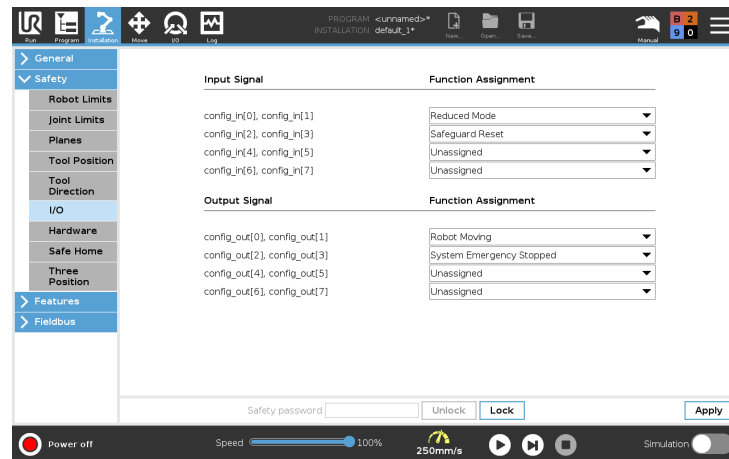 PROGRAM <unnamed>*
INSTALLATION default_1*
Run Program Installation Move I/O Log New... Open... Save... Manual
UR
B 2
9 0
General
Safety
Robot Limits
Joint Limits
Planes
Tool Position
Tool
Direction
I/O
Hardware
Safe Home
Three
Position
Features
Fieldbus
Input Signal Function Assignment
config_in[0], config_in[1] Reduced Mode
config_in[2], config_in[3] Safeguard Reset
config_in[4], config_in[5] Unassigned
config_in[6], config_in[7] Unassigned
Output Signal Function Assignment
config_out[0], config_out[1] Robot Moving
config_out[2], config_out[3] System Emergency Stopped
config_out[4], config_out[5] Unassigned
config_out[6], config_out[7] Unassigned
Safety password Unlock Lock Apply
Power off Speed 100% 250mm/s Simulation